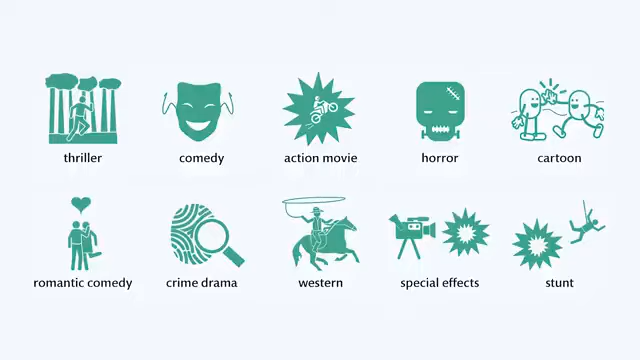 thriller
comedy
action movie
horror
cartoon
romantic comedy
crime drama
western
special effects
stunt